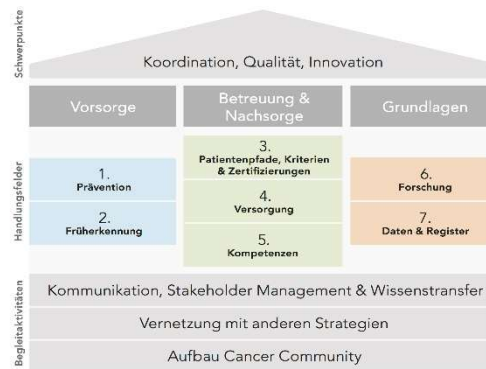 Schwerpunkte
Koordination, Qualität, Innovation
Handlungsfelder
Vorsorge
Betreuung &
Nachsorge
Grundlagen
1.
Prävention
2.
Früherkennung
3.
Patientenpfade, Kriterien
& Zertifizierungen
4.
Versorgung
5.
Kompetenzen
6.
Forschung
7.
Daten & Register
Begleitaktivitäten
Kommunikation, Stakeholder Management & Wissenstransfer
Vernetzung mit anderen Strategien
Aufbau Cancer Community